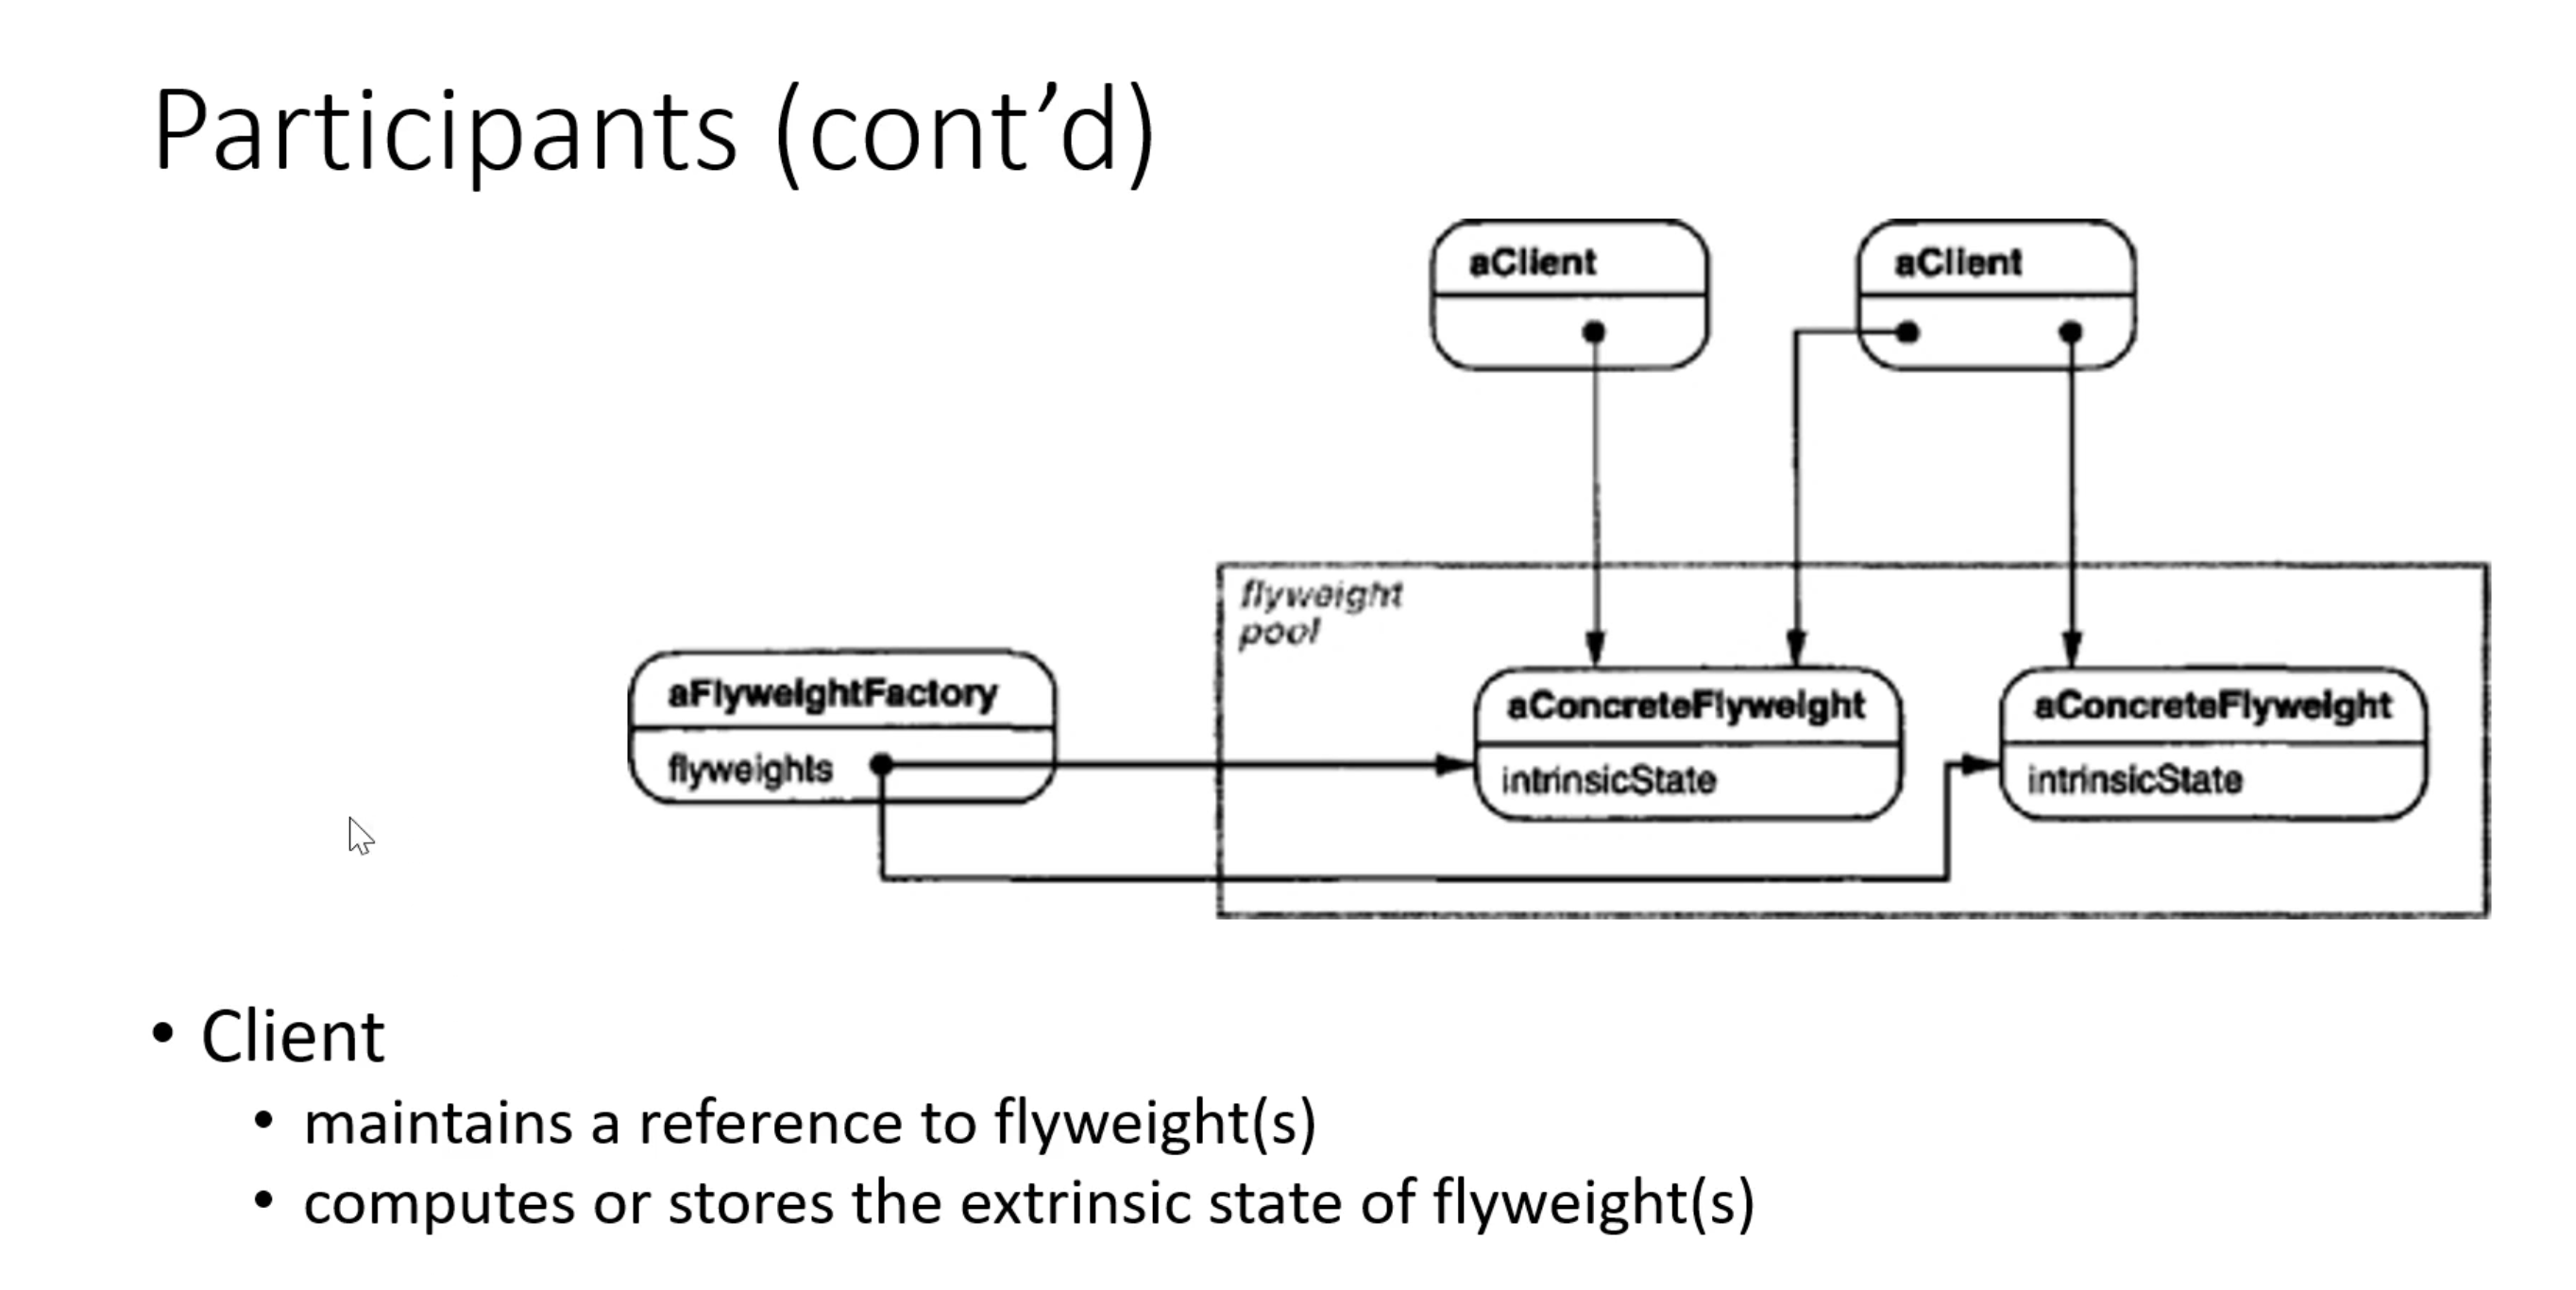 Participants (cont’d)
aClient
aClient
flyweight
pool
aFlyweightFactory
flyweights
aConcreteFlyweight
intrinsicState
aConcreteFlyweight
intrinsicState
• Client
• maintains a reference to flyweight(s)
• computes or stores the extrinsic state of flyweight(s)